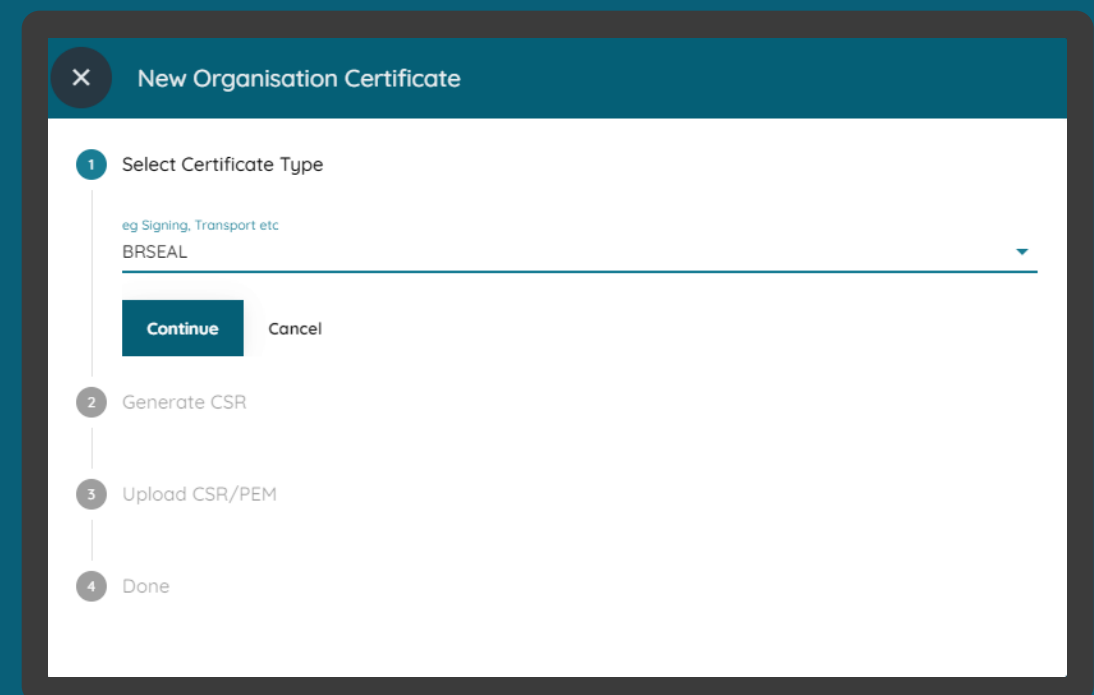 New Organisation Certificate
1 Select Certificate Type
eg Signing, Transport etc
BRSEAL
Continue Cancel
2 Generate CSR
3 Upload CSR/PEM
4 Done